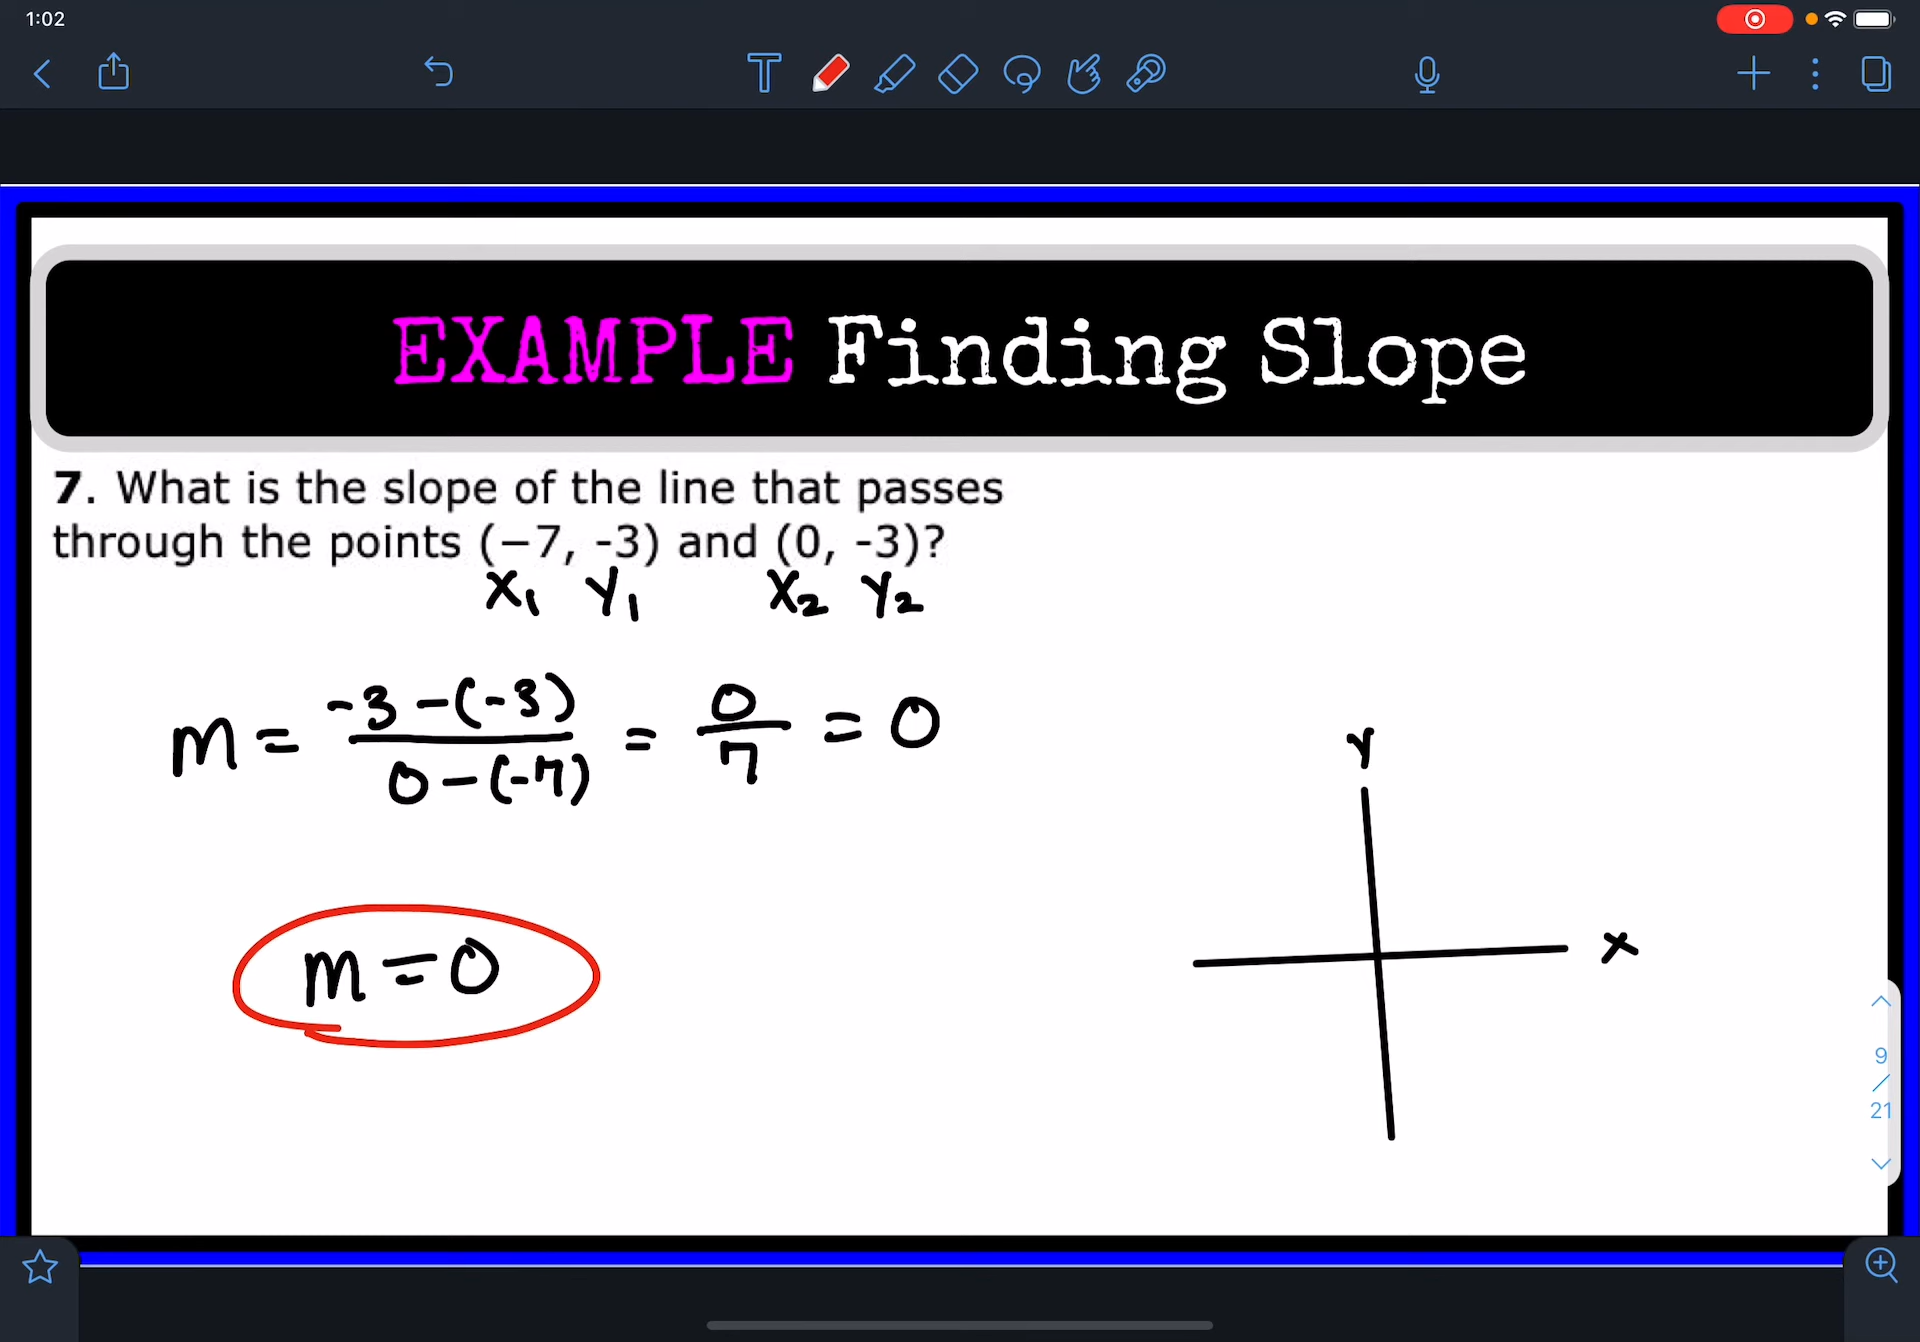 1:02
EXAMPLE Finding Slope
7. What is the slope of the line that passes
through the points (−7, -3) and (0, -3)?
x₁ y₁ x₂ y₂
m = -3-(-3) / 0-(-7) = 0/7 = 0
m = 0
Y
X
9
/
21